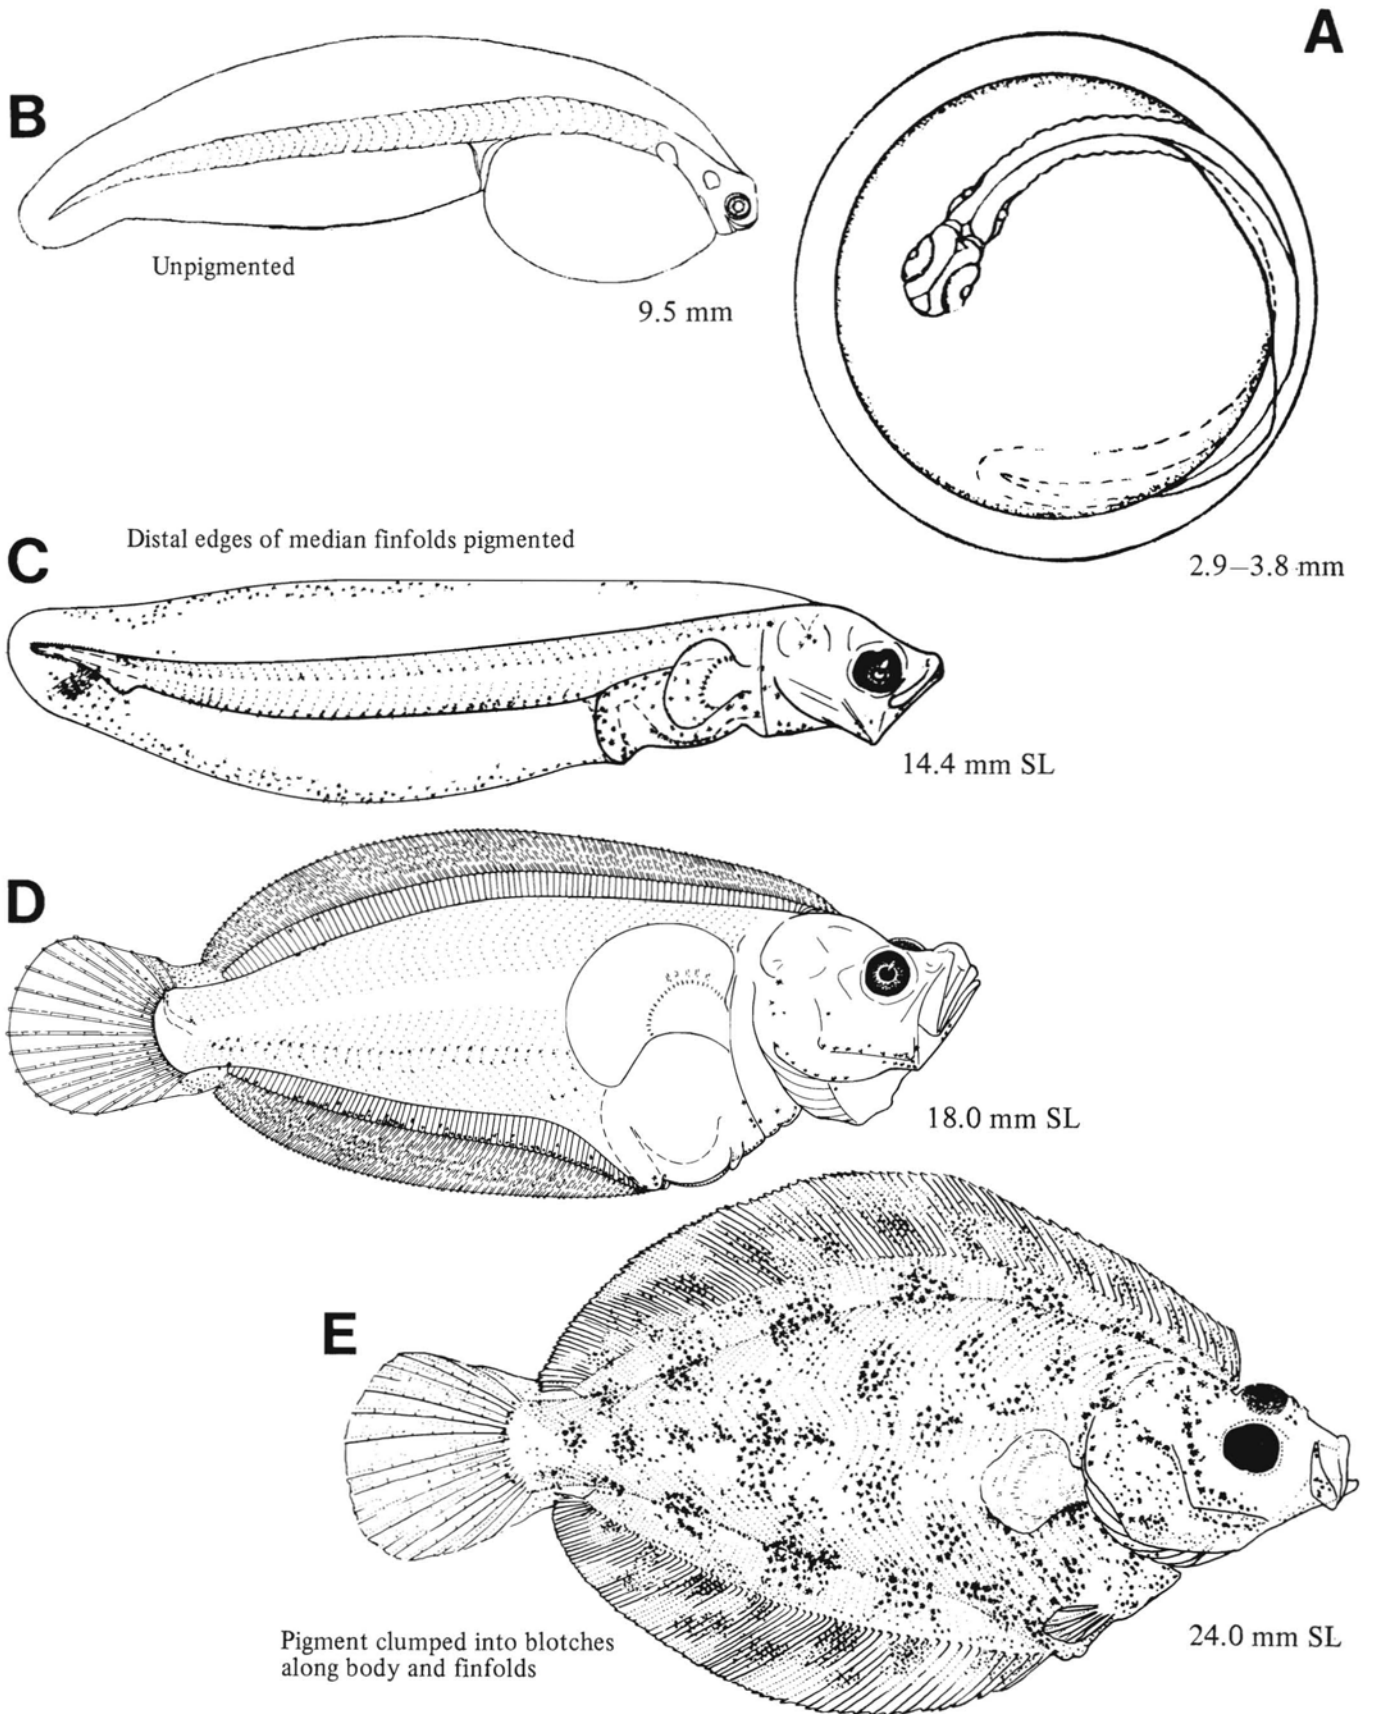 A
B
Unpigmented
9.5 mm
2.9–3.8 mm
Distal edges of median finfolds pigmented
C
14.4 mm SL
D
18.0 mm SL
E
Pigment clumped into blotches
along body and finfolds
24.0 mm SL